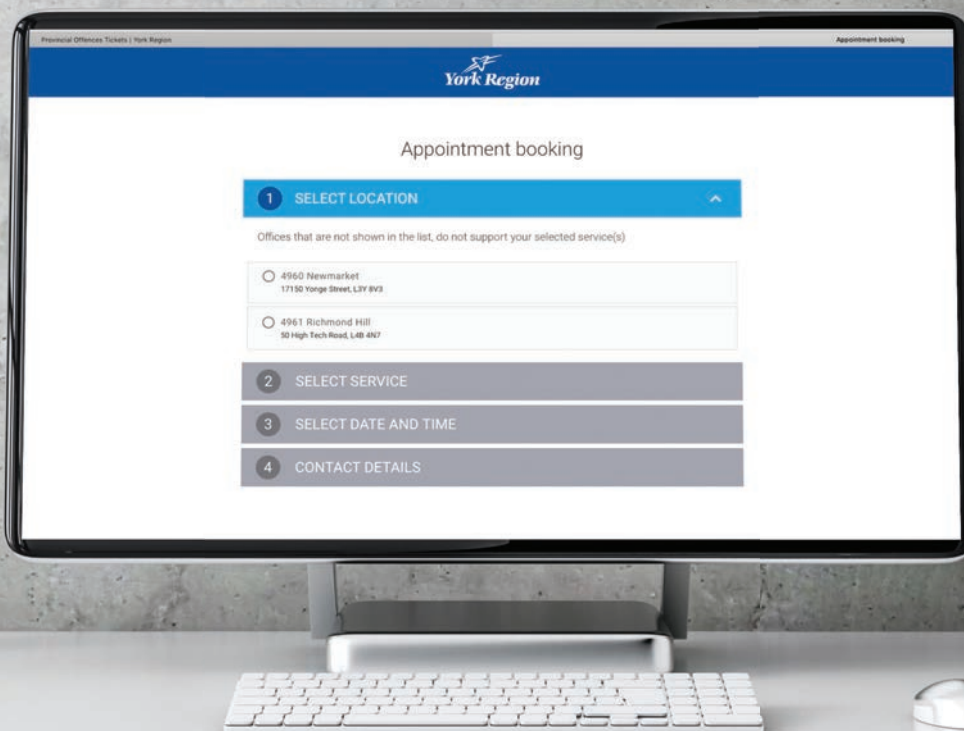 Provincial Offences Tickets | York Region
Appointment booking
York Region
Appointment booking
1 SELECT LOCATION
Offices that are not shown in the list, do not support your selected service(s)
4960 Newmarket
17150 Yonge Street, L3Y 8V3
4961 Richmond Hill
50 High Tech Road, L4B 4N7
2 SELECT SERVICE
3 SELECT DATE AND TIME
4 CONTACT DETAILS